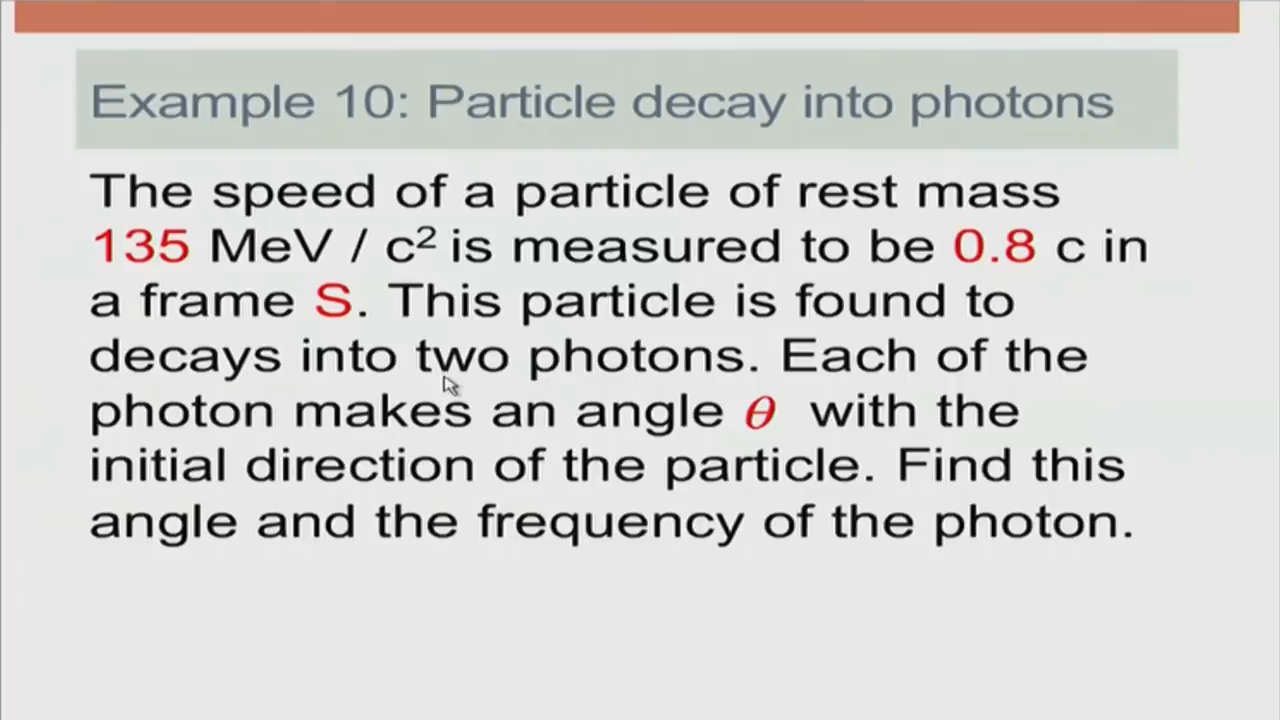 Example 10: Particle decay into photons
The speed of a particle of rest mass
135 MeV / c² is measured to be 0.8 c in
a frame S. This particle is found to
decays into two photons. Each of the
photon makes an angle θ with the
initial direction of the particle. Find this
angle and the frequency of the photon.